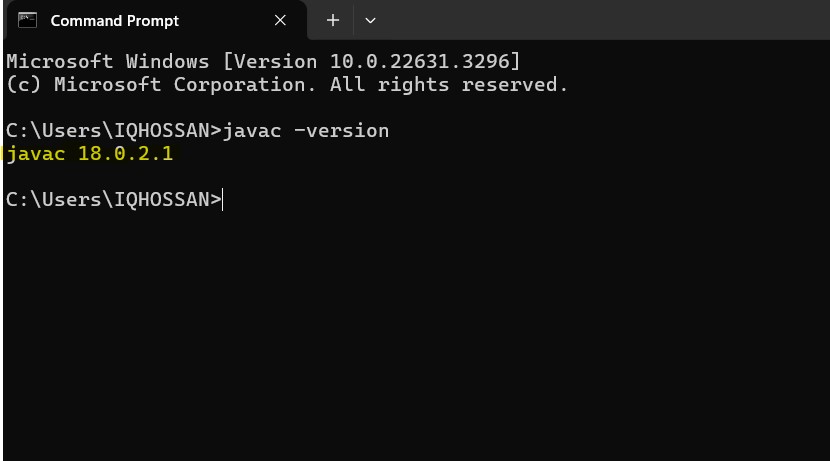 Command Prompt
Microsoft Windows [Version 10.0.22631.3296]
(c) Microsoft Corporation. All rights reserved.
C:\Users\IQHOSSAN>javac -version
javac 18.0.2.1
C:\Users\IQHOSSAN>